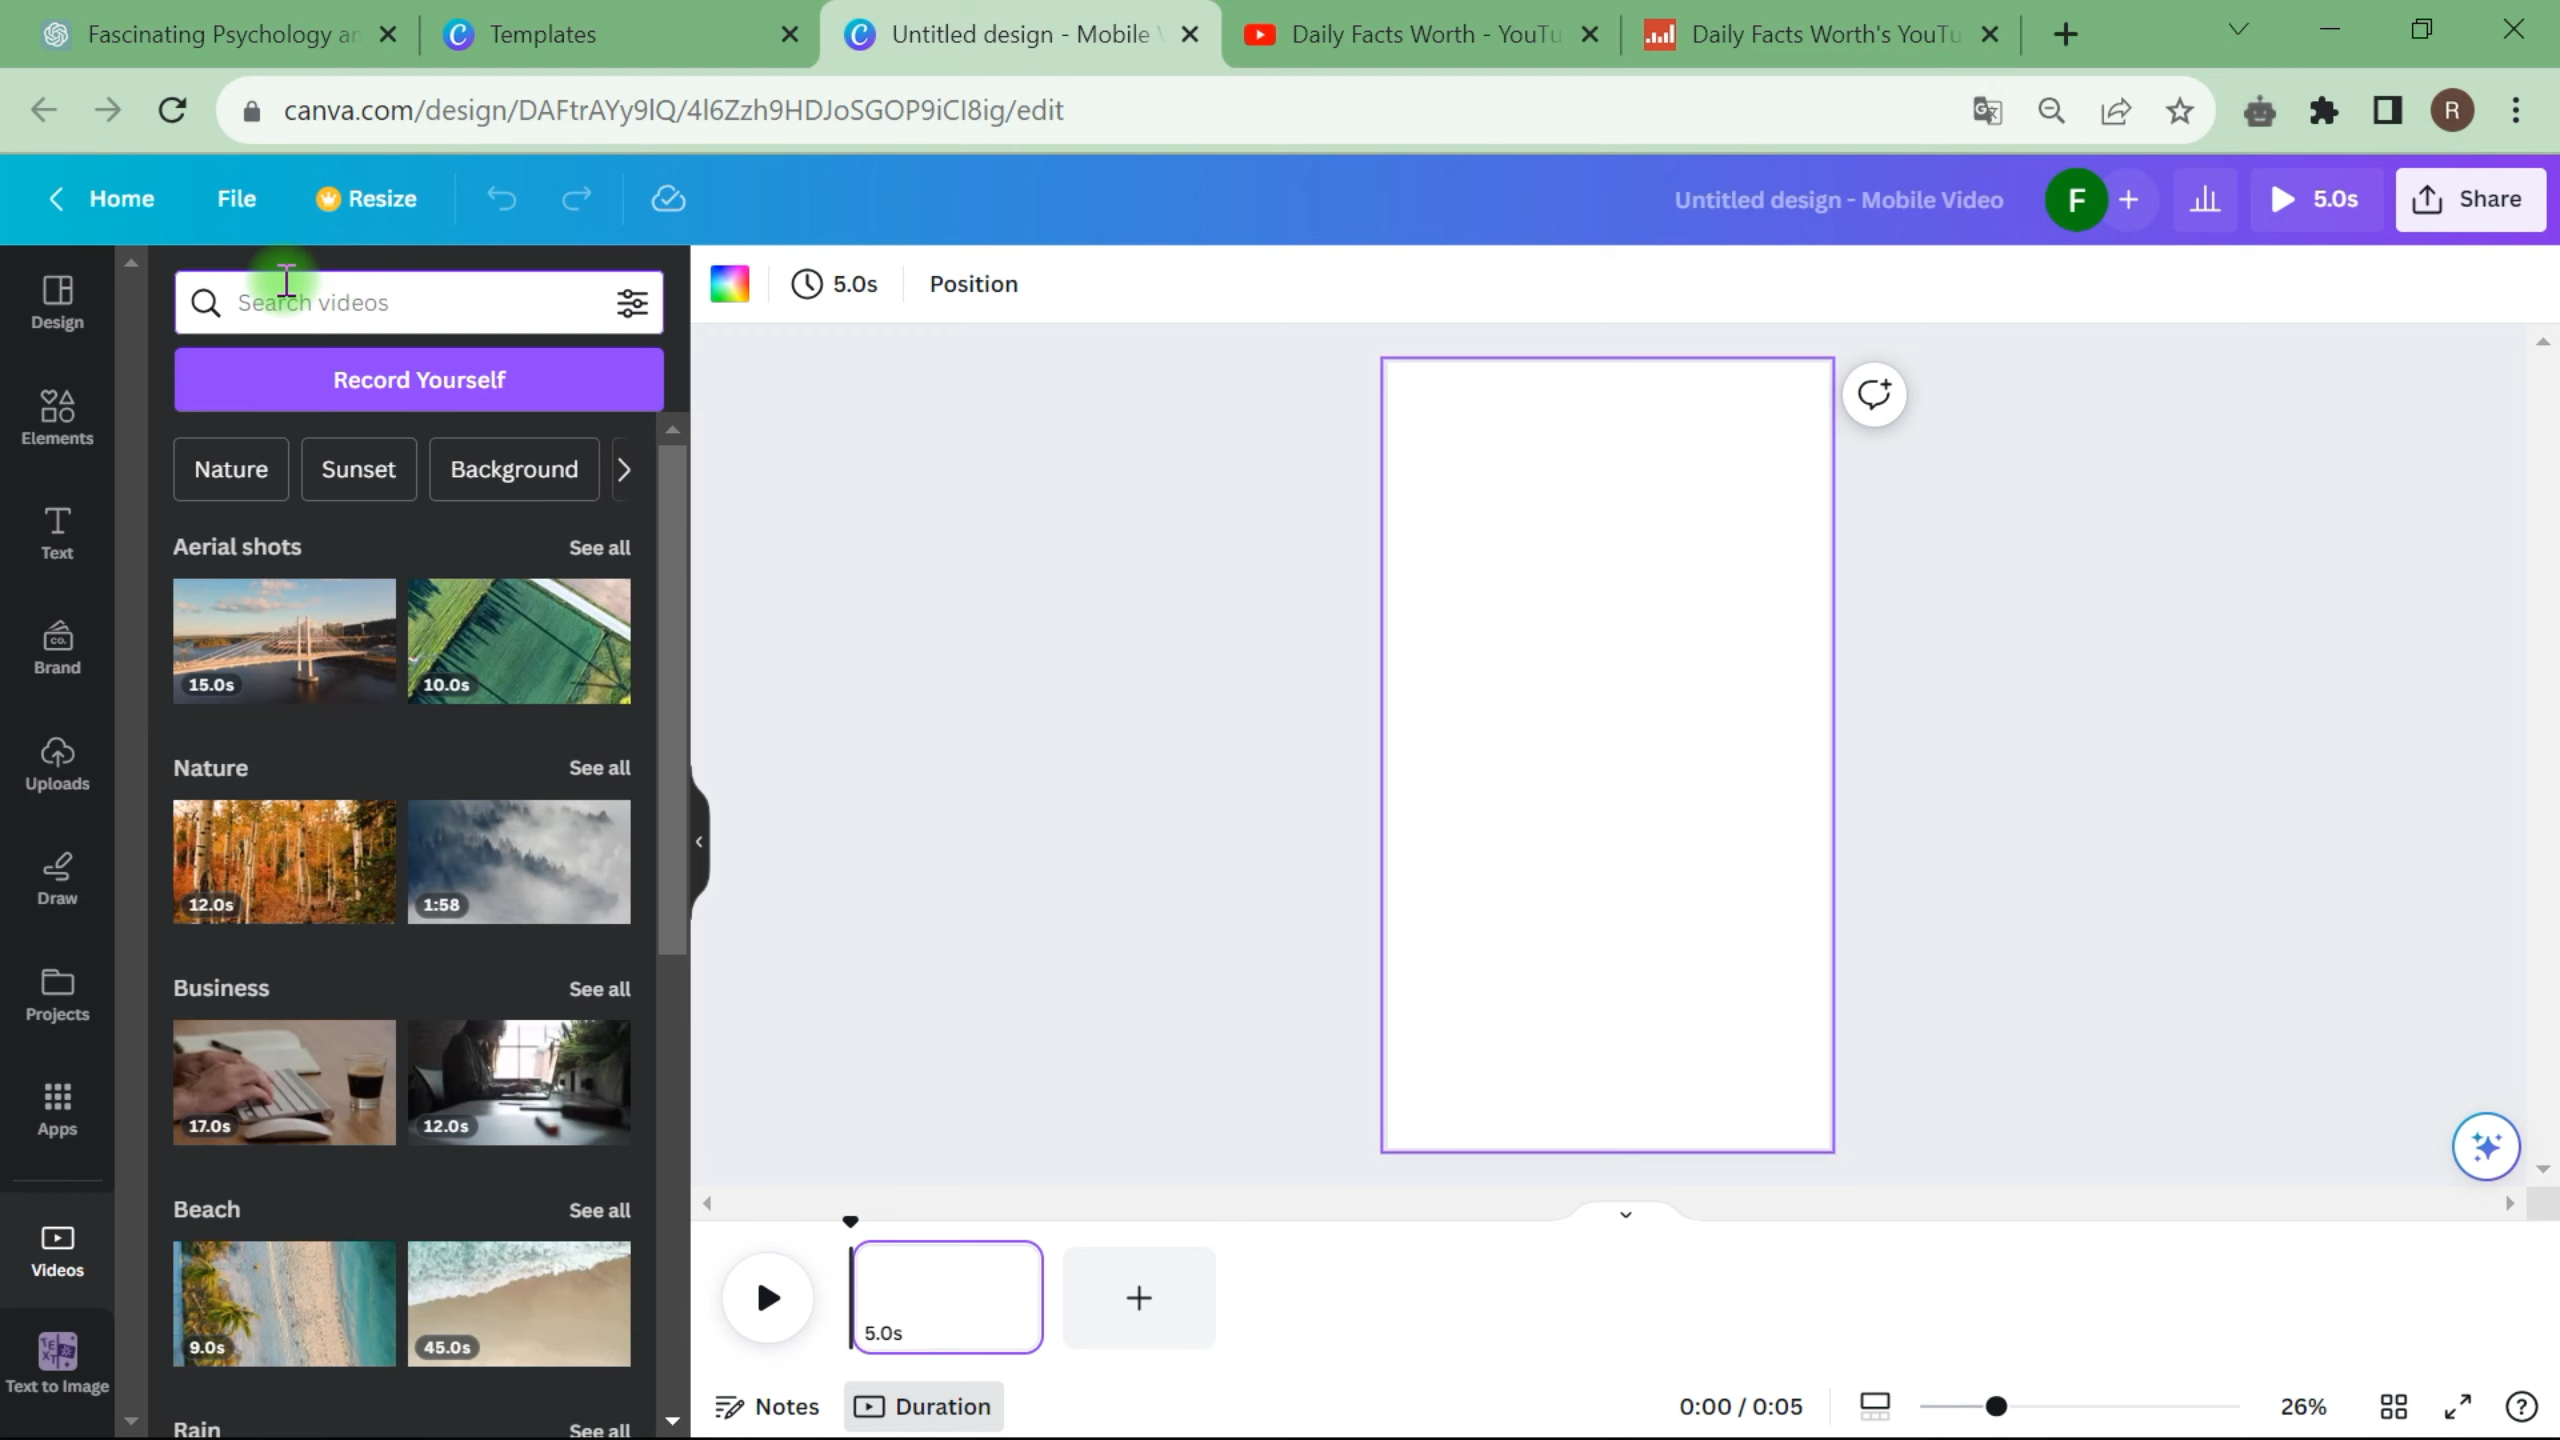 Fascinating Psychology an
Templates
Untitled design - Mobile V
Daily Facts Worth - YouTu
Daily Facts Worth's YouTu
canva.com/design/DAFtrAYy9lQ/4l6Zzh9HDJoSGOP9iCI8ig/edit
R
Home
File
Resize
Untitled design - Mobile Video
F
5.0s
Share
Design
Elements
Text
Brand
Uploads
Draw
Projects
Apps
Videos
Text to Image
Search videos
Record Yourself
Nature
Sunset
Background
Aerial shots
See all
15.0s
10.0s
Nature
See all
12.0s
1:58
Business
See all
17.0s
12.0s
Beach
See all
9.0s
45.0s
Rain
See all
5.0s
Position
5.0s
Notes
Duration
0:00 / 0:05
26%